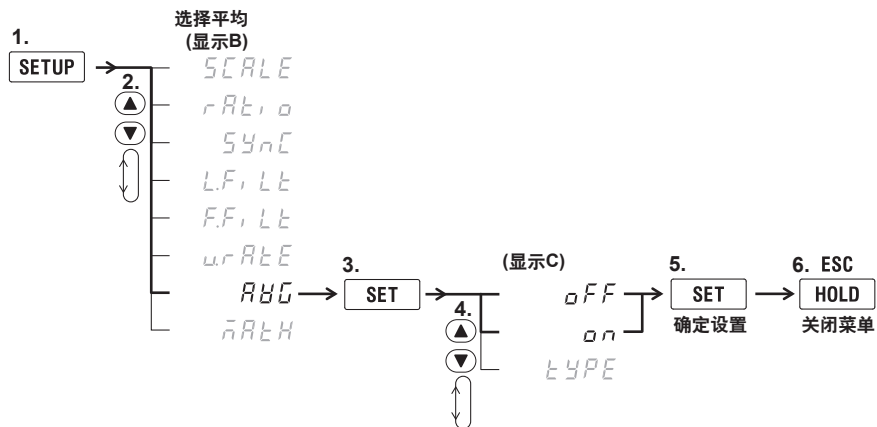 选择平均
(显示B)
1.
SETUP
2.
SCALE
rAtio
SYnC
L.FiLt
F.FiLt
u.rAtE
AVG
mAtH
3.
SET
(显示C)
4.
oFF
on
tYPE
5.
SET
确定设置
6. ESC
HOLD
关闭菜单